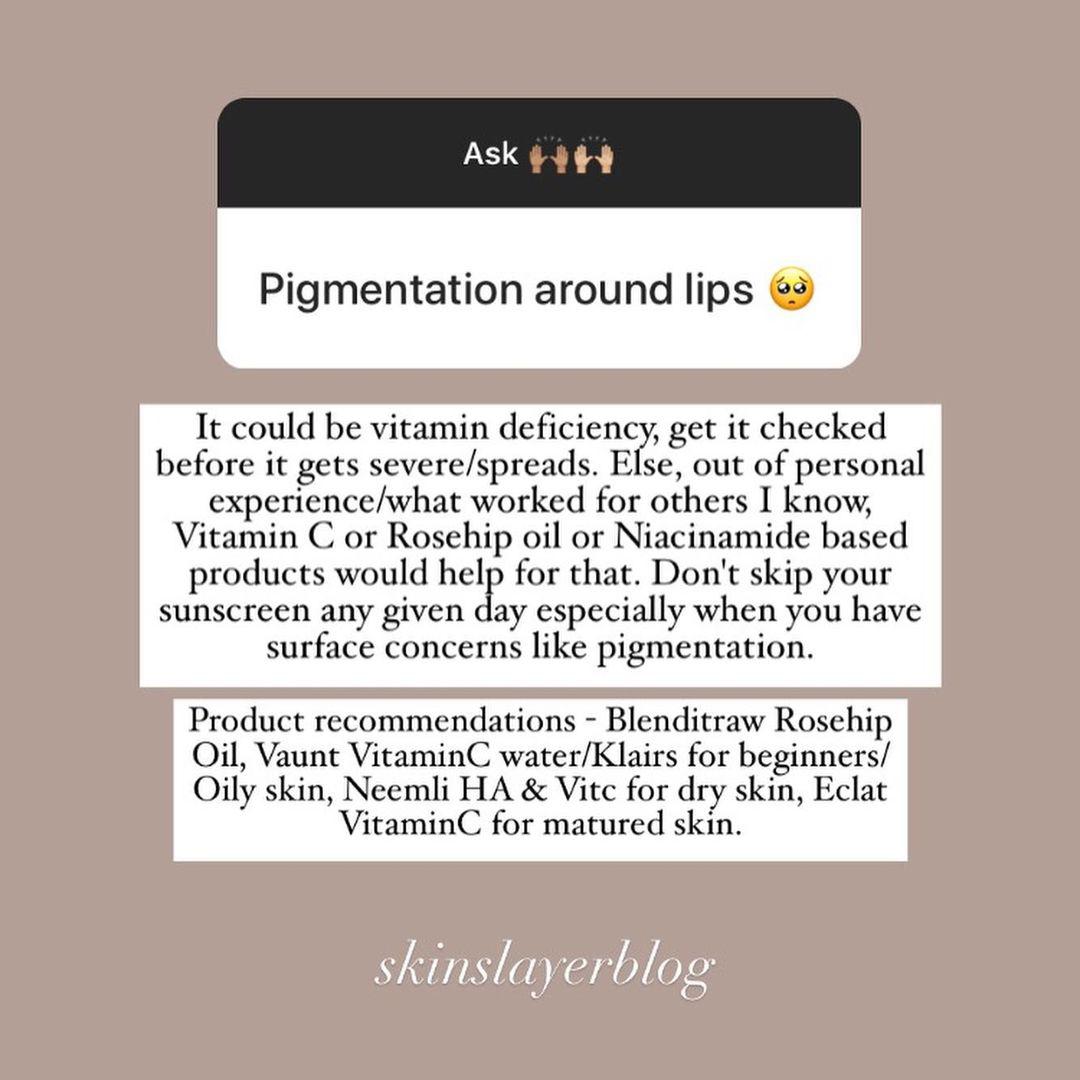 Ask 🙌🏽🙌🏼
Pigmentation around lips 🥺
It could be vitamin deficiency, get it checked
before it gets severe/spreads. Else, out of personal
experience/what worked for others I know,
Vitamin C or Rosehip oil or Niacinamide based
products would help for that. Don't skip your
sunscreen any given day especially when you have
surface concerns like pigmentation.
Product recommendations - Blenditraw Rosehip
Oil, Vaunt VitaminC water/Klairs for beginners/
Oily skin, Neemli HA & Vitc for dry skin, Eclat
VitaminC for matured skin.
skinslayerblog